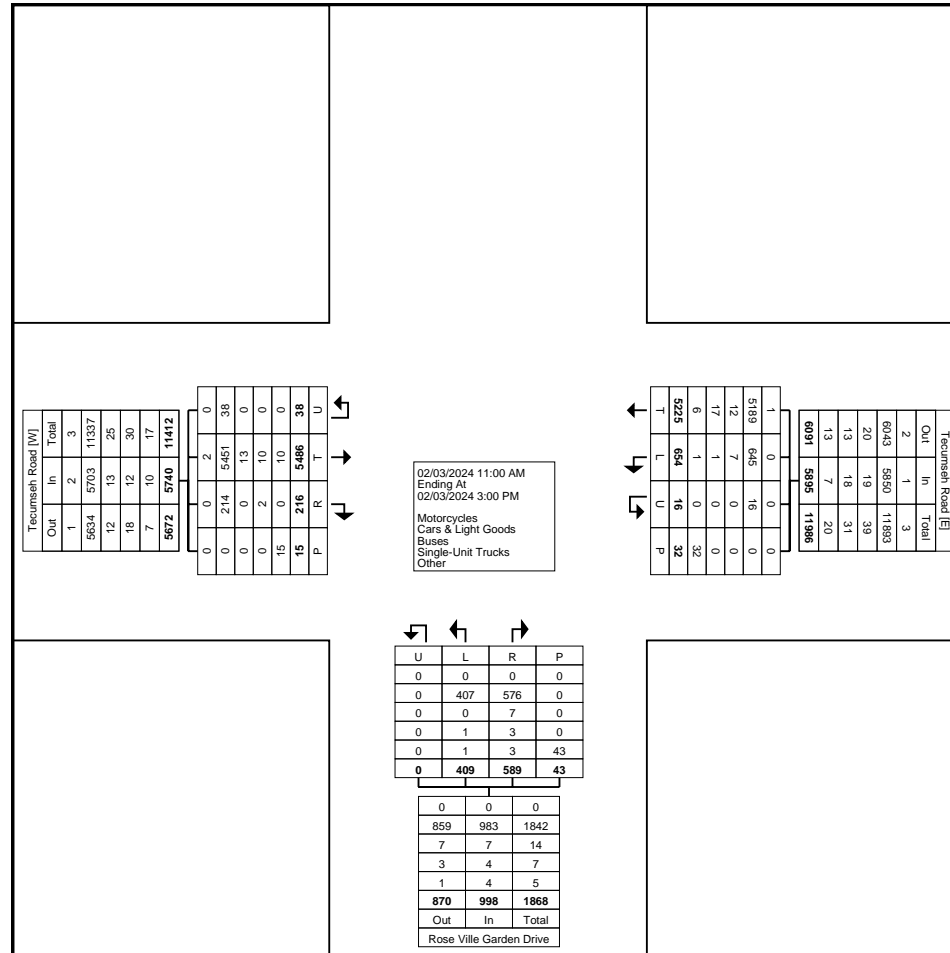 Tecumseh Road [W]
Out In Total
1 2 3
5634 5703 11337
12 13 25
18 12 30
7 10 17
5672 5740 11412
0 0 2 0
0 214 5451 38
0 0 13 0
0 2 10 0
15 0 10 0
15 216 5486 38
P R T U
02/03/2024 11:00 AM
Ending At
02/03/2024 3:00 PM
Motorcycles
Cars & Light Goods
Buses
Single-Unit Trucks
Other
Tecumseh Road [E]
Out In Total
2 1 3
6043 5850 11893
20 19 39
13 18 31
13 7 20
6091 5895 11986
1 0 0 0
5189 645 16 0
12 7 0 0
17 1 0 0
6 1 0 32
5225 654 16 32
T L U P
U L R P
0 0 0 0
0 407 576 0
0 0 7 0
0 1 3 0
0 1 3 43
0 409 589 43
0 0 0
859 983 1842
7 7 14
3 4 7
1 4 5
870 998 1868
Out In Total
Rose Ville Garden Drive